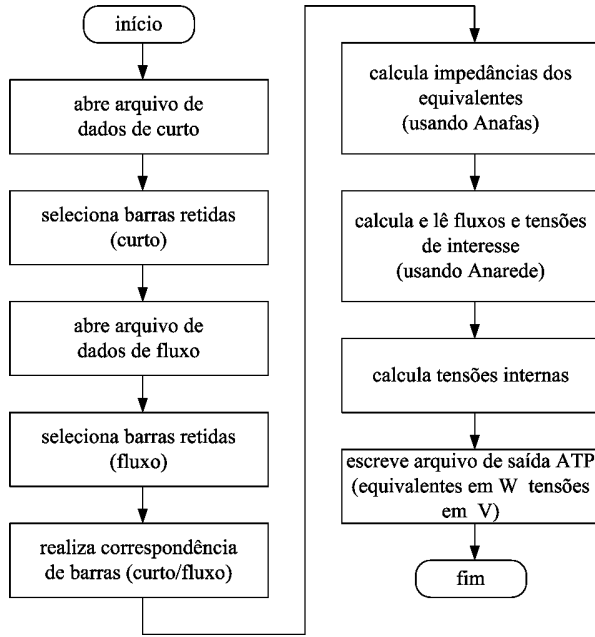 início
abre arquivo de
dados de curto
seleciona barras retidas
(curto)
abre arquivo de
dados de fluxo
seleciona barras retidas
(fluxo)
realiza correspondência
de barras (curto/fluxo)
calcula impedâncias dos
equivalentes
(usando Anafas)
calcula e lê fluxos e tensões
de interesse
(usando Anarede)
calcula tensões internas
escreve arquivo de saída ATP
(equivalentes em W tensões
em V)
fim